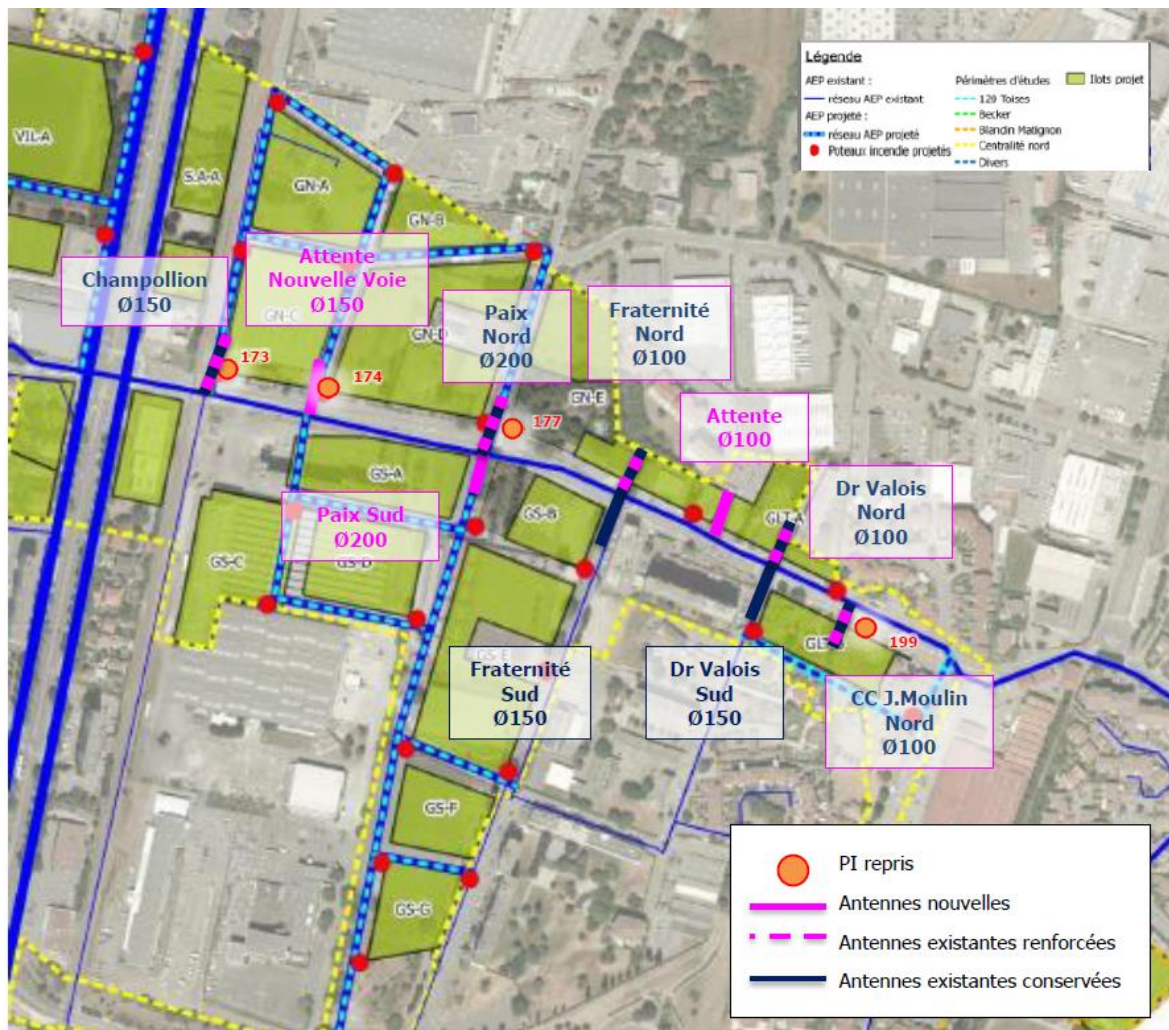 Légende
AEP existant :
réseau AEP existant
AEP projeté :
réseau AEP projeté
Poteaux incendie projetés
Périmètres d'études
120 Toises
Becker
Blandin Matignon
Centralité nord
Divers
Ilots projet
VIL-A
S.A-A
GN-A
GN-B
Champollion
Ø150
Attente
Nouvelle Voie
Ø150
GN-C
Paix
Nord
Ø200
GN-D
Fraternité
Nord
Ø100
173
174
177
GN-E
Attente
Ø100
GS-A
Dr Valois
Nord
Ø100
GLT-A
Paix Sud
Ø200
GS-B
GS-C
GS-D
GS-E
199
Fraternité
Sud
Ø150
Dr Valois
Sud
Ø150
CC J.Moulin
Nord
Ø100
GS-F
GS-G
PI repris
Antennes nouvelles
Antennes existantes renforcées
Antennes existantes conservées